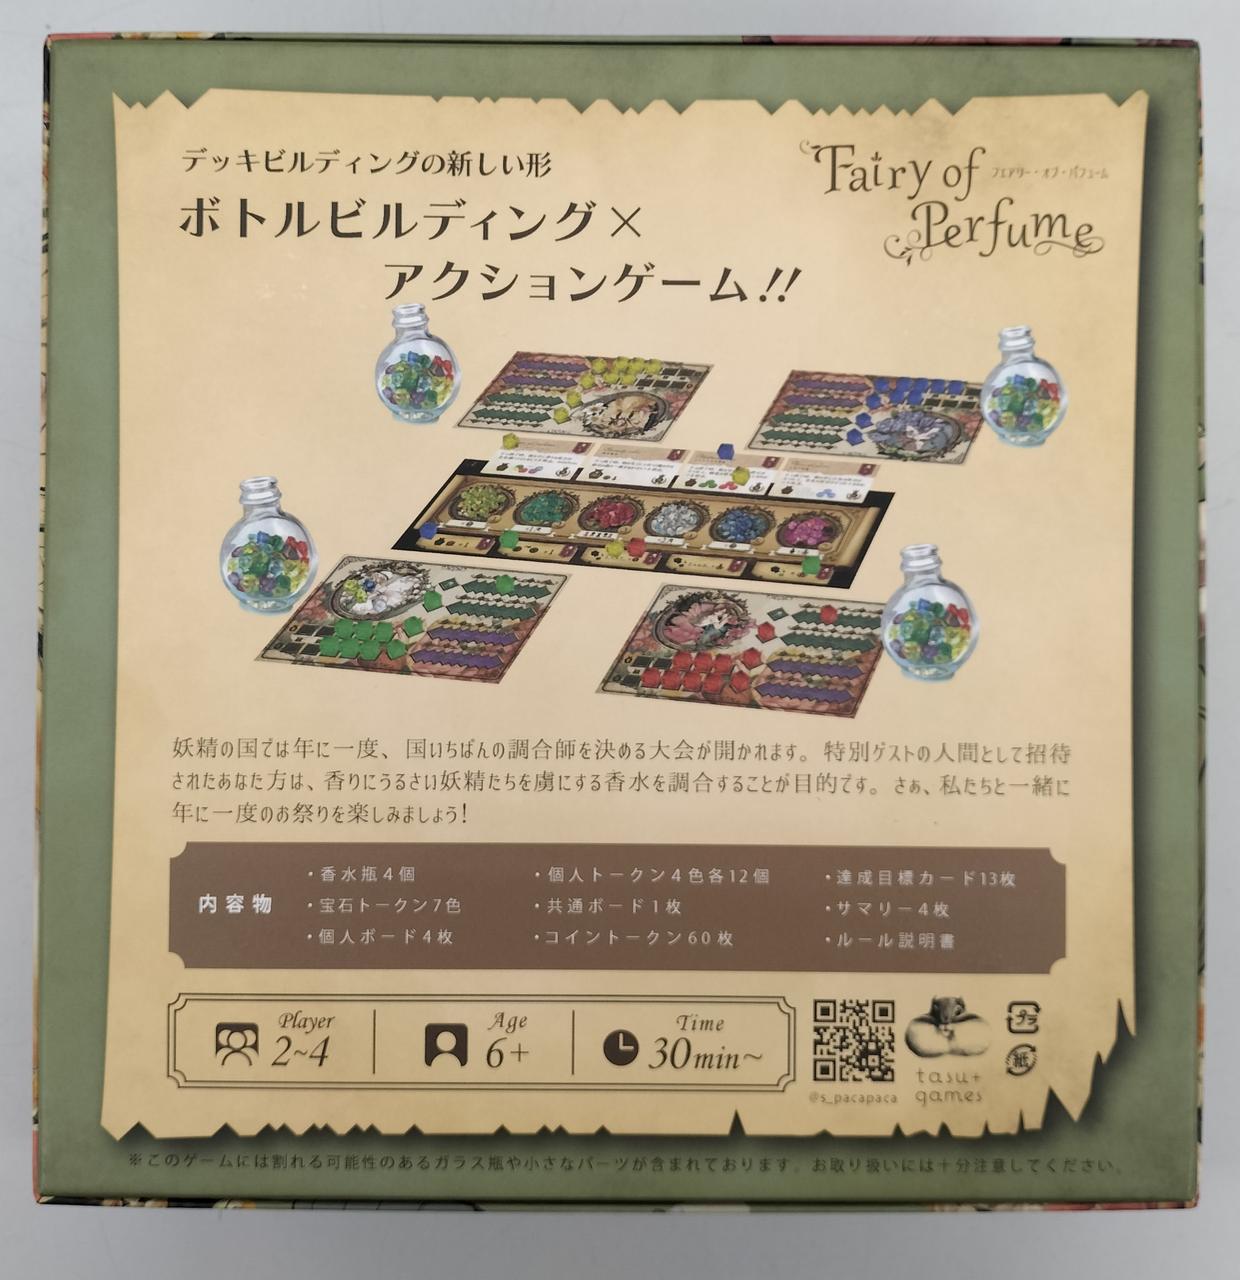 デッキビルディングの新しい形
ボトルビルディング×
アクションゲーム!!
Fairy of
フェアリー・オブ・パフューム
Perfume
妖精の国では年に一度、国いちばんの調合師を決める大会が開かれます。特別ゲストの人間として招待
されたあなた方は、香りにうるさい妖精たちを虜にする香水を調合することが目的です。さぁ、私たちと一緒に
年に一度のお祭りを楽しみましょう!
内容物
・香水瓶4個
・宝石トークン7色
・個人ボード4枚
・個人トークン4色各12個
・共通ボード1枚
・コイントークン60枚
・達成目標カード13枚
・サマリー4枚
・ルール説明書
Player
2~4
Age
6+
Time
30min~
@s_pacapaca
tasu+
games
プラ
紙
※このゲームには割れる可能性のあるガラス瓶や小さなパーツが含まれております。お取り扱いには十分注意してください。